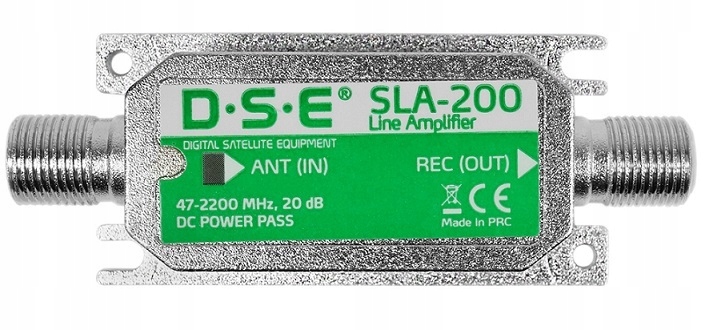 D·S·E® SLA-200
Line Amplifier
DIGITAL SATELLITE EQUIPMENT
ANT (IN)
REC (OUT)
47-2200 MHz, 20 dB
DC POWER PASS
CE
Made In PRC